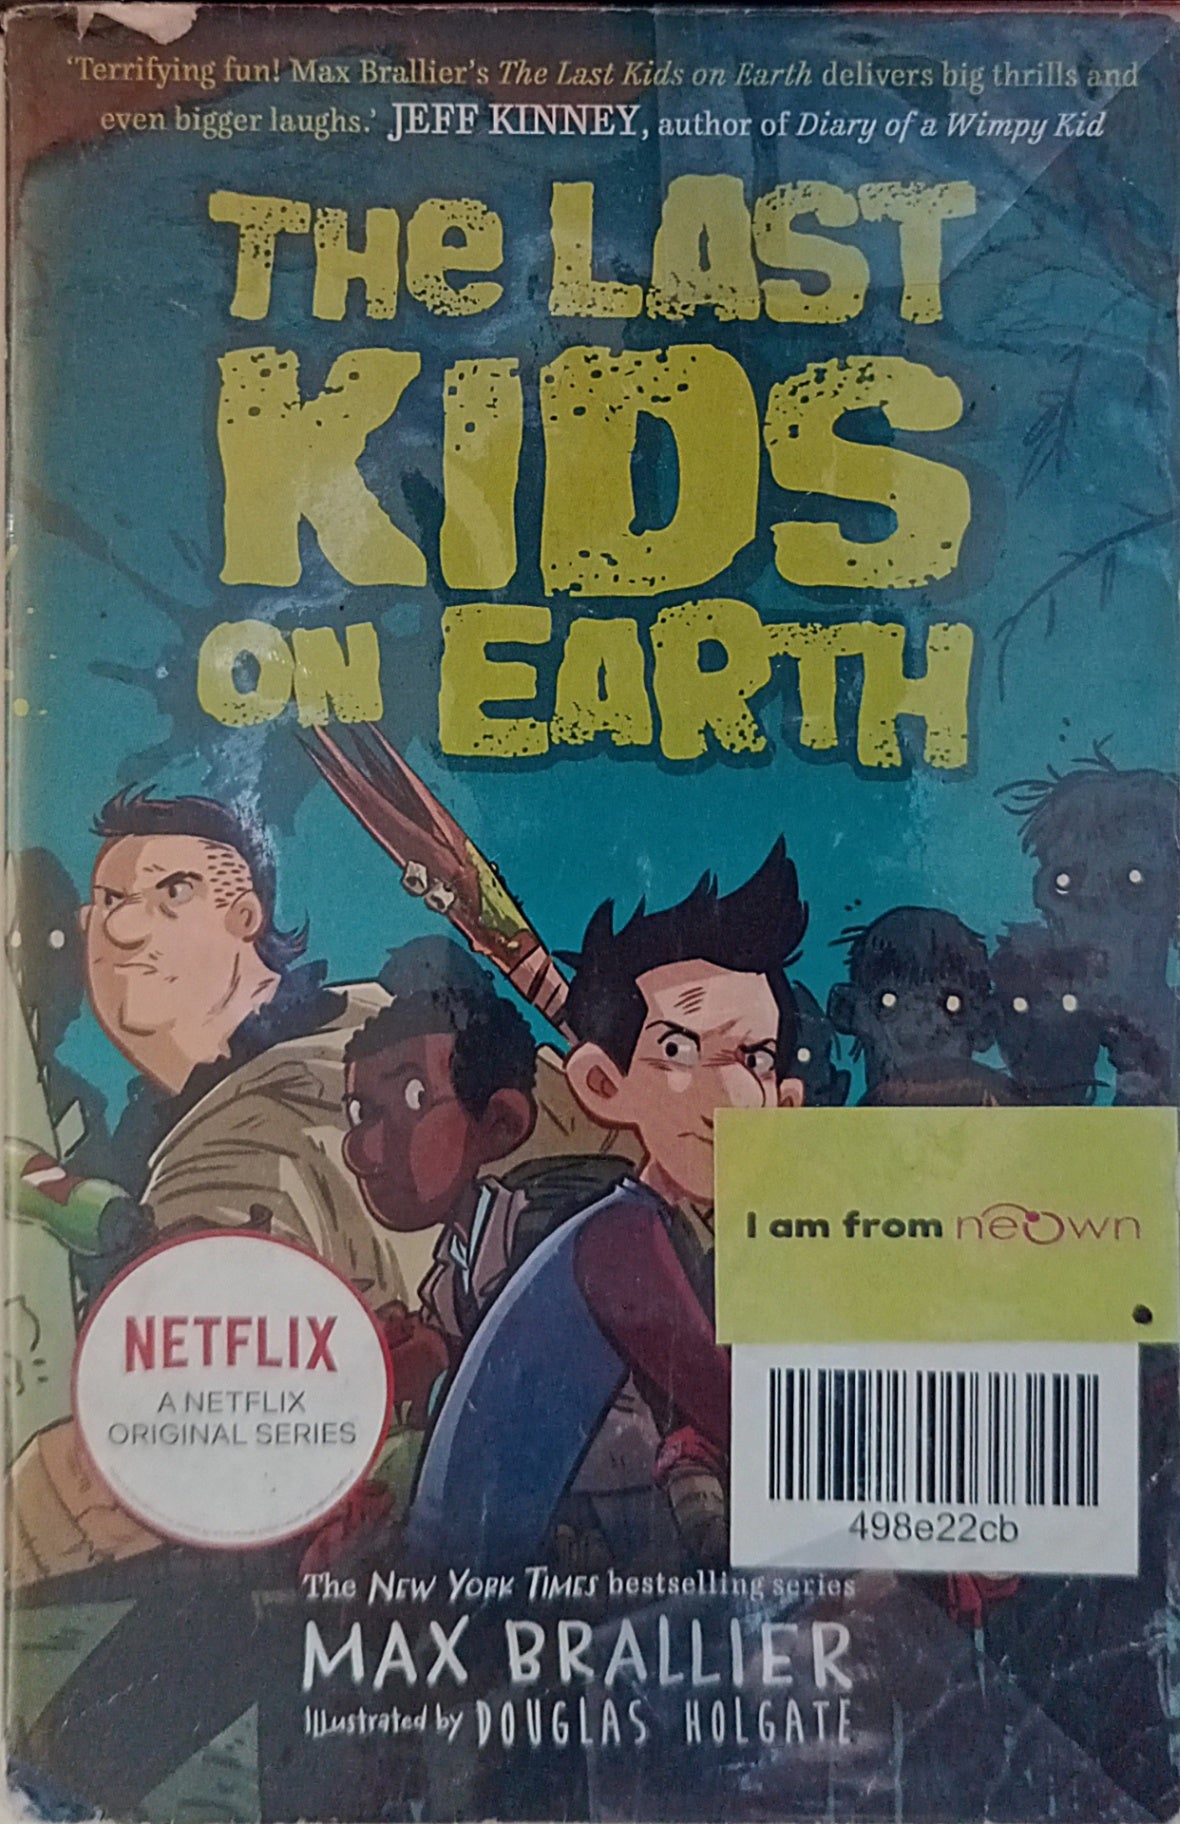 ‘Terrifying fun! Max Brallier’s The Last Kids on Earth delivers big thrills and
even bigger laughs.’ JEFF KINNEY, author of Diary of a Wimpy Kid
THe LAST
KIDS
ON EARTH
I am from neOwn
NETFLIX
A NETFLIX
ORIGINAL SERIES
498e22cb
The NEW YORK TIMES bestselling series
MAX BRALLIER
Illustrated by DOUGLAS HOLGATE